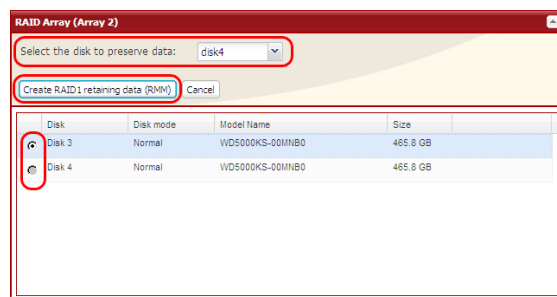 RAID Array (Array 2)
Select the disk to preserve data: disk4
Create RAID1 retaining data (RMM) Cancel
Disk Disk mode Model Name Size
Disk 3 Normal WD5000KS-00MNB0 465.8 GB
Disk 4 Normal WD5000KS-00MNB0 465.8 GB